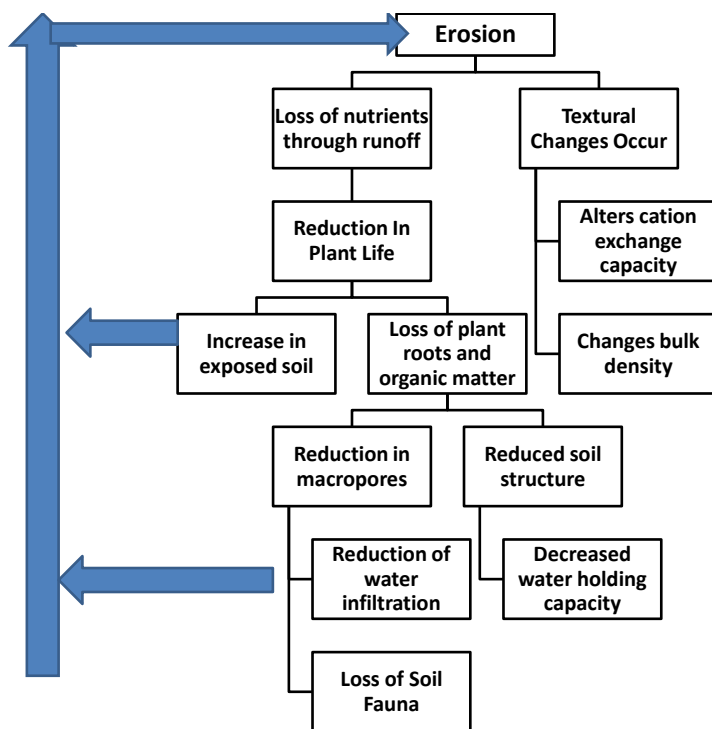 Erosion
Loss of nutrients
through runoff
Textural
Changes Occur
Reduction In
Plant Life
Alters cation
exchange
capacity
Increase in
exposed soil
Loss of plant
roots and
organic matter
Changes bulk
density
Reduction in
macropores
Reduced soil
structure
Reduction of
water
infiltration
Decreased
water holding
capacity
Loss of Soil
Fauna